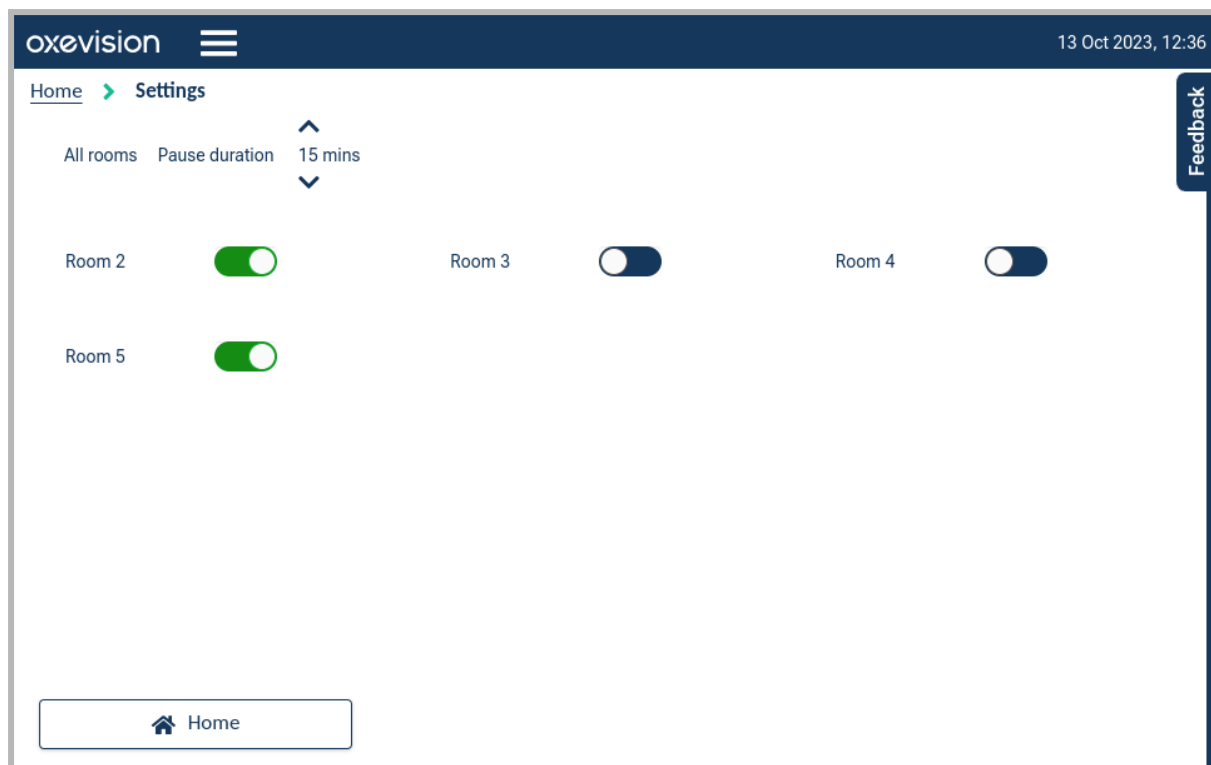 oxevision 13 Oct 2023, 12:36
Home Settings
Feedback
All rooms Pause duration 15 mins
Room 2 Room 3 Room 4
Room 5
Home